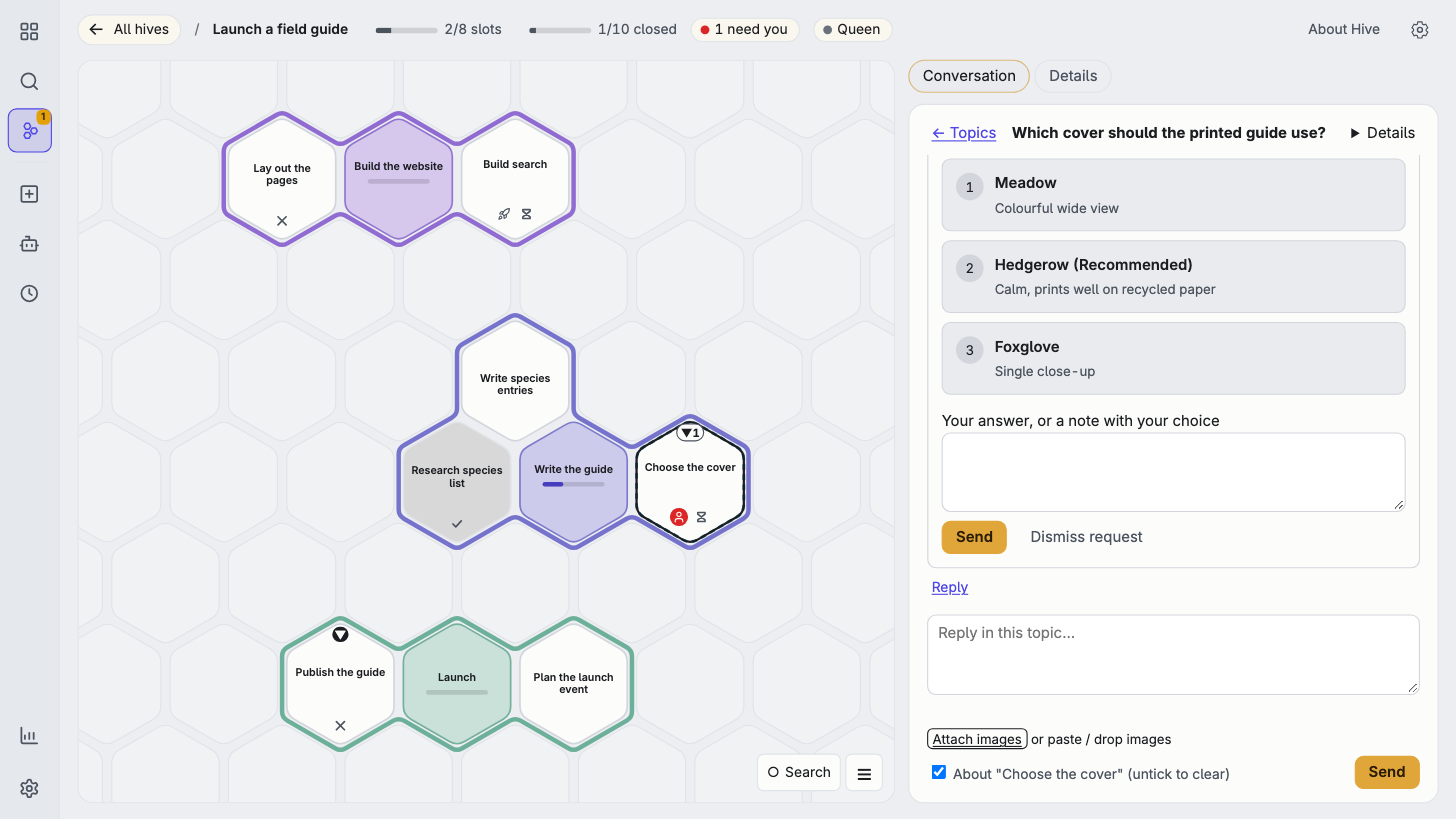 All hives
/
Launch a field guide
2/8 slots
1/10 closed
1 need you
Queen
About Hive
1
Lay out the
pages
Build the website
Build search
Write species
entries
Research species
list
Write the guide
1
Choose the cover
Publish the guide
Launch
Plan the launch
event
Search
Conversation
Details
← Topics
Which cover should the printed guide use?
Details
1
Meadow
Colourful wide view
2
Hedgerow (Recommended)
Calm, prints well on recycled paper
3
Foxglove
Single close-up
Your answer, or a note with your choice
Send
Dismiss request
Reply
Reply in this topic...
Attach images or paste / drop images
About "Choose the cover" (untick to clear)
Send